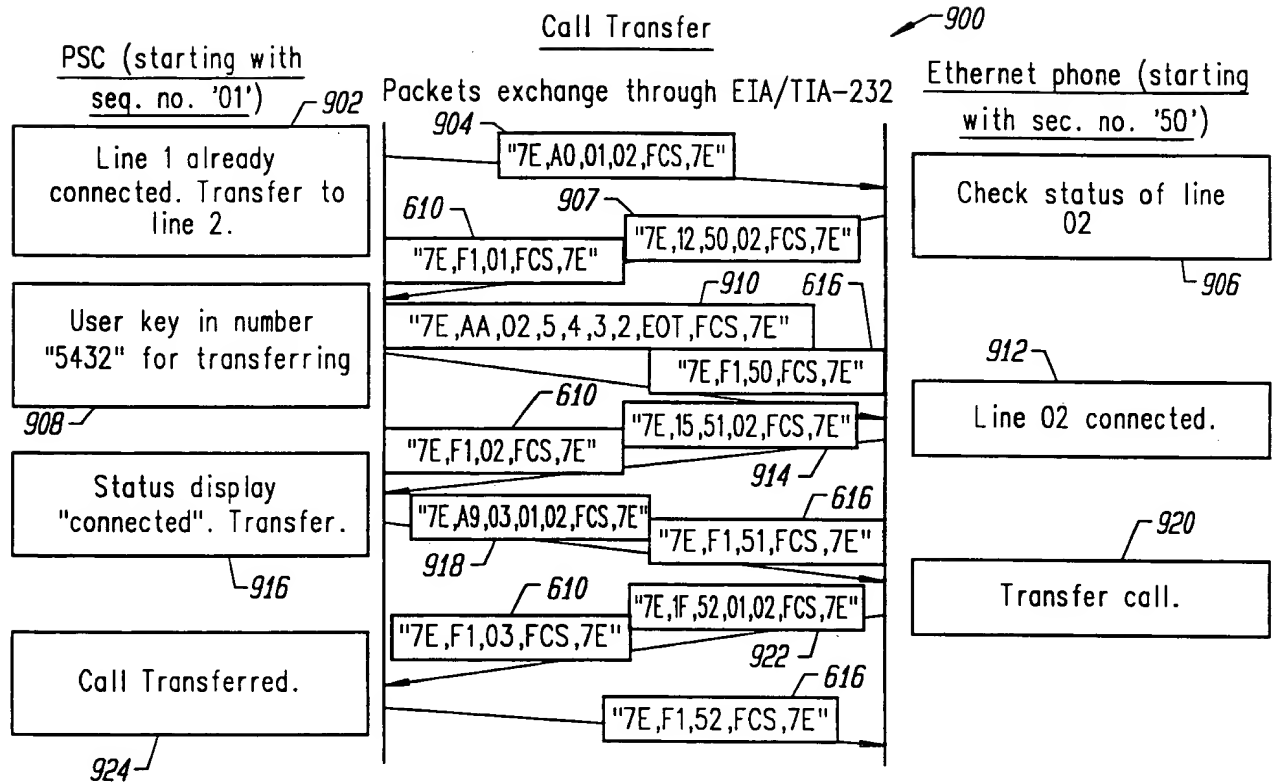 Call Transfer
900
PSC (starting with
seq. no. '01')
902
Packets exchange through EIA/TIA-232
Ethernet phone (starting
with sec. no. '50')
904
"7E,A0,01,02,FCS,7E"
Line 1 already
connected. Transfer to
line 2.
Check status of line
02
906
907
"7E,12,50,02,FCS,7E"
610
"7E,F1,01,FCS,7E"
910
616
User key in number
"5432" for transferring
908
"7E,AA,02,5,4,3,2,EOT,FCS,7E"
"7E,F1,50,FCS,7E"
912
Line 02 connected.
610
"7E,15,51,02,FCS,7E"
914
"7E,F1,02,FCS,7E"
Status display
"connected". Transfer.
916
616
"7E,A9,03,01,02,FCS,7E"
918
"7E,F1,51,FCS,7E"
920
Transfer call.
610
"7E,1F,52,01,02,FCS,7E"
922
"7E,F1,03,FCS,7E"
Call Transferred.
924
616
"7E,F1,52,FCS,7E"